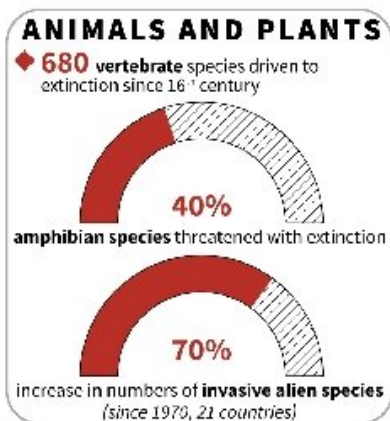 ANIMALS AND PLANTS
680 vertebrate species driven to
extinction since 16th century
40%
amphibian species threatened with extinction
70%
increase in numbers of invasive alien species
(since 1970, 21 countries)